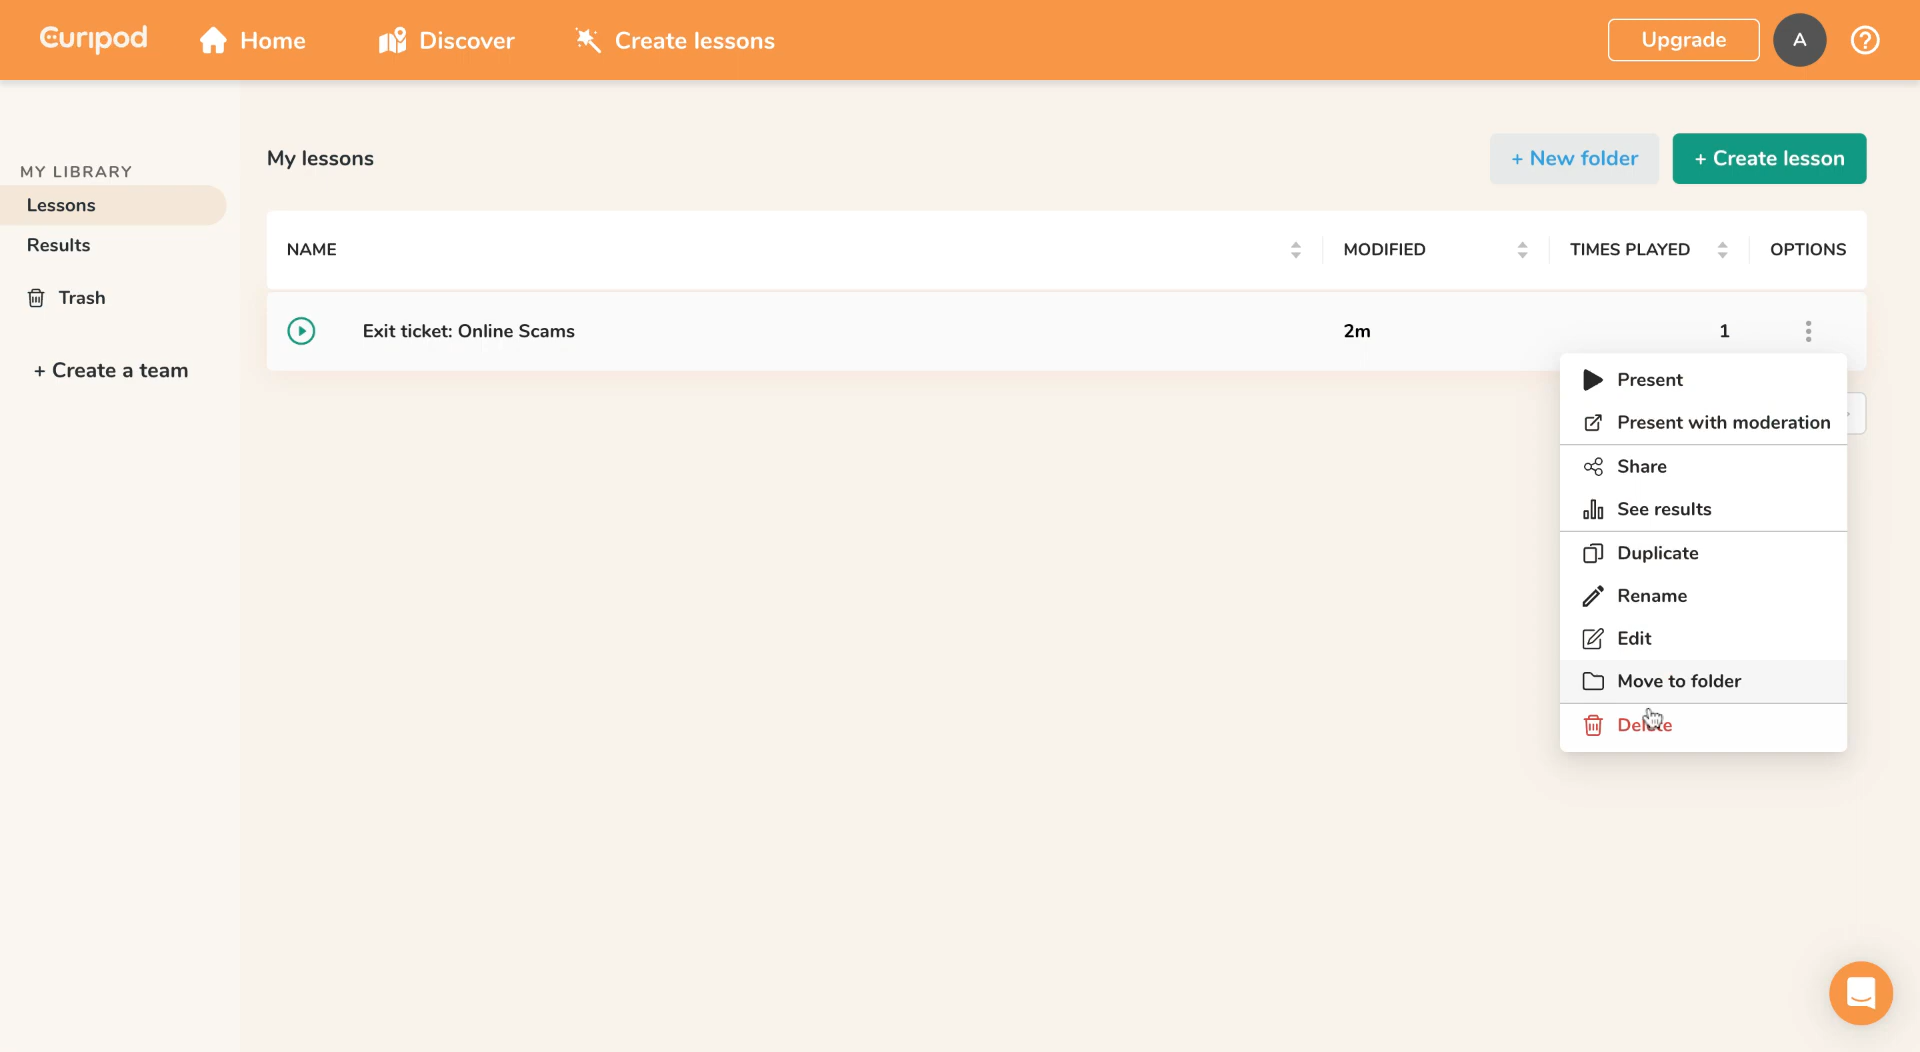 Curipod
Home
Discover
Create lessons
Upgrade
A
?
MY LIBRARY
Lessons
Results
Trash
+ Create a team
My lessons
+ New folder
+ Create lesson
NAME
MODIFIED
TIMES PLAYED
OPTIONS
Exit ticket: Online Scams
2m
1
Present
Present with moderation
Share
See results
Duplicate
Rename
Edit
Move to folder
Delete